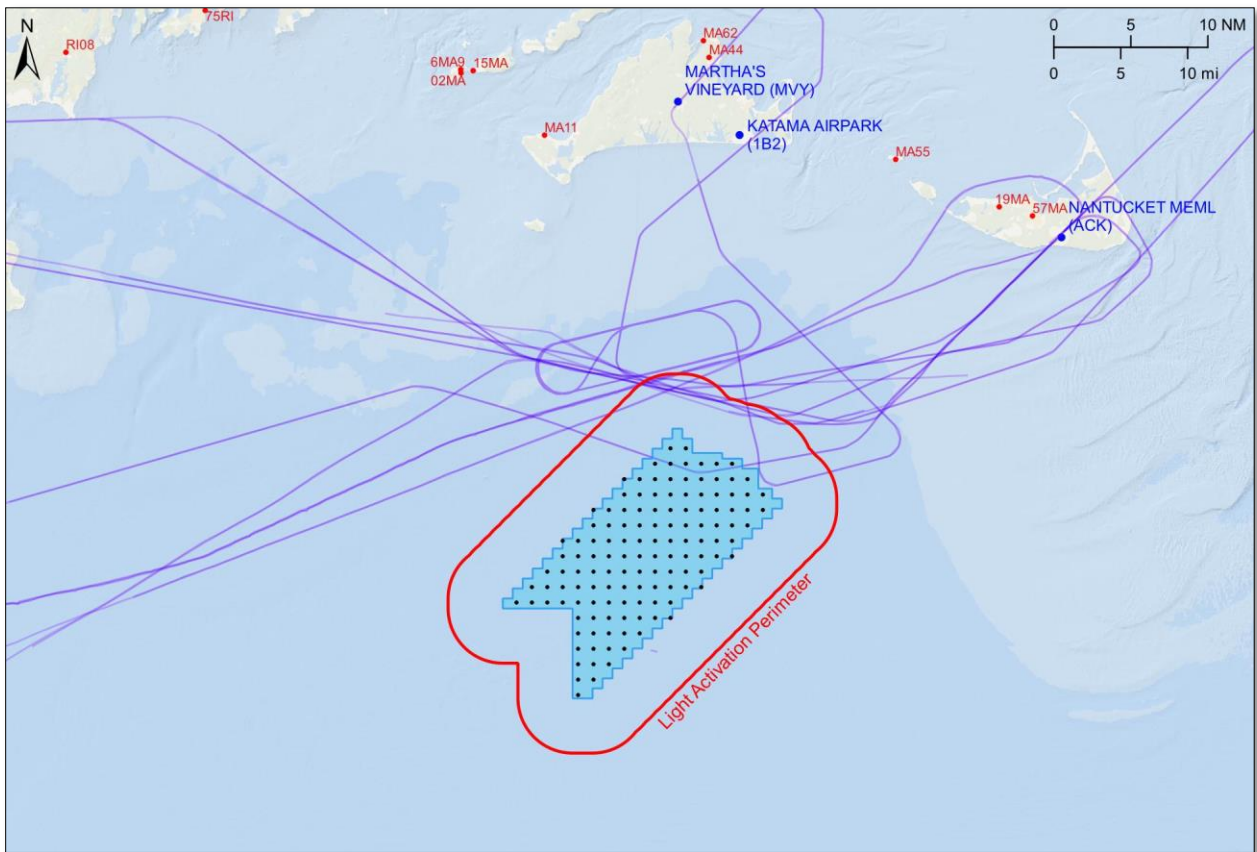 75RI
N
0 5 10 NM
0 5 10 mi
RI08
MA62
MA44
6MA9
15MA
02MA
MARTHA'S
VINEYARD (MVY)
KATAMA AIRPARK
(1B2)
MA11
MA55
19MA
57MA
NANTUCKET MEML
(ACK)
Light Activation Perimeter